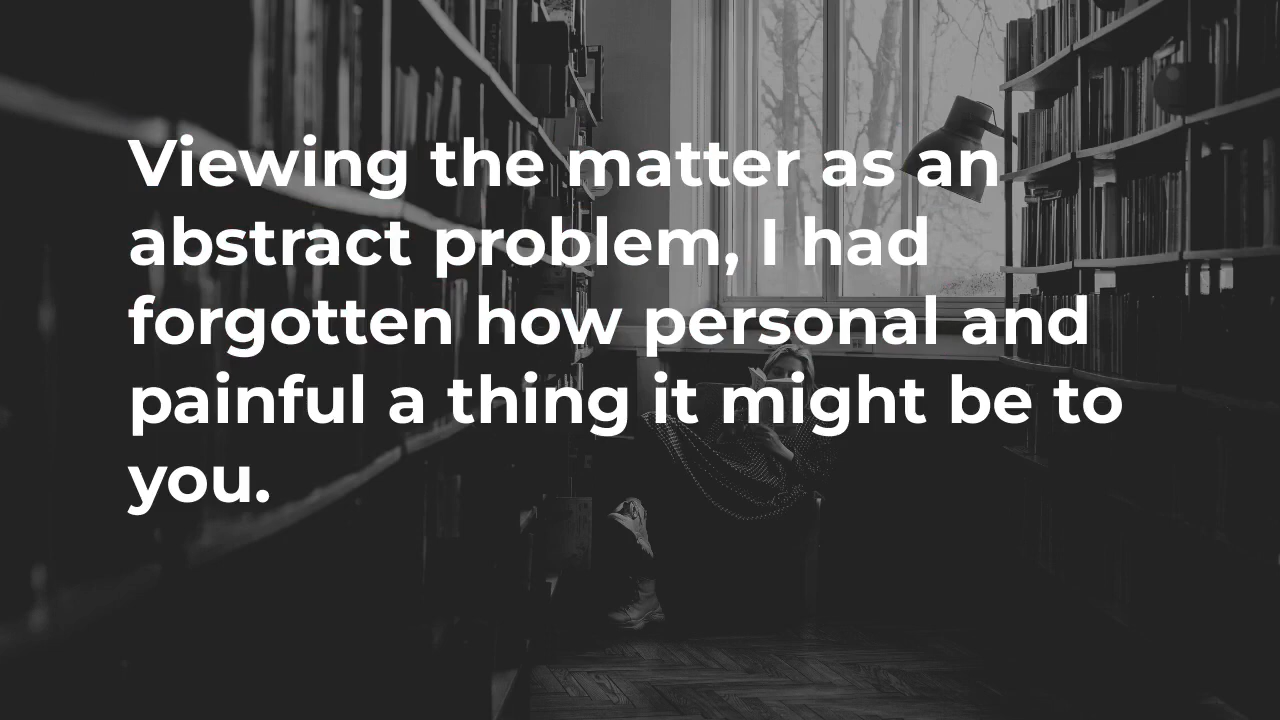 Viewing the matter as an
abstract problem, I had
forgotten how personal and
painful a thing it might be to
you.